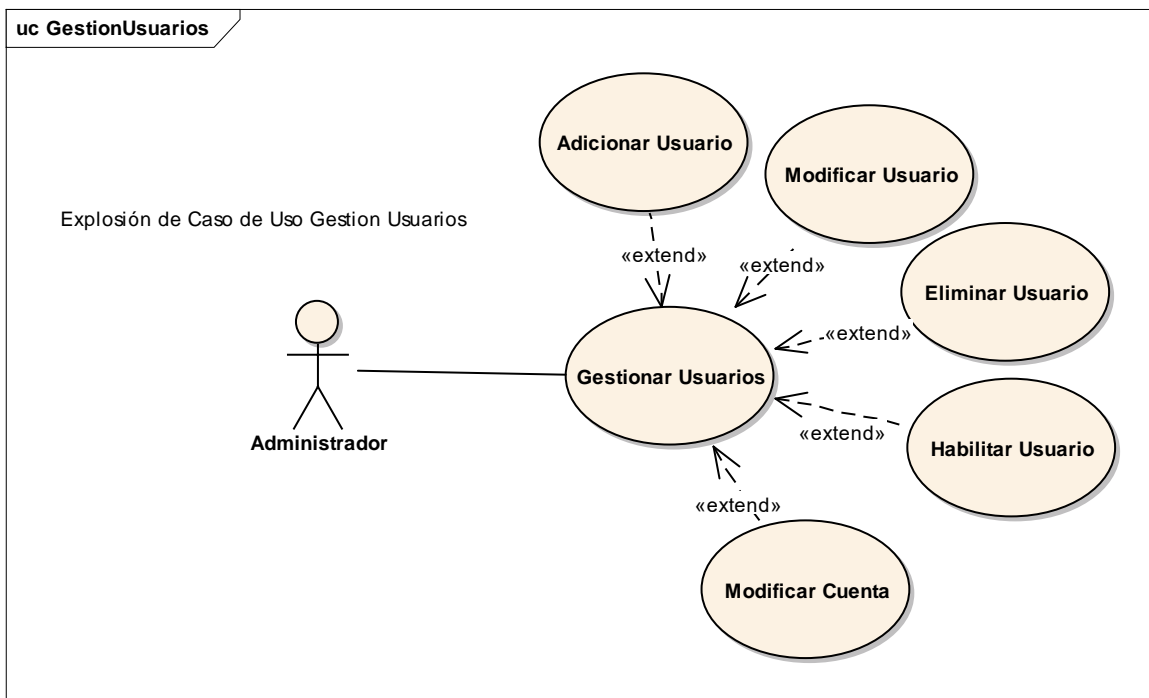 uc GestionUsuarios
Adicionar Usuario
Modificar Usuario
Explosión de Caso de Uso Gestion Usuarios
«extend»
«extend»
Eliminar Usuario
«extend»
Gestionar Usuarios
«extend»
Habilitar Usuario
Administrador
«extend»
Modificar Cuenta